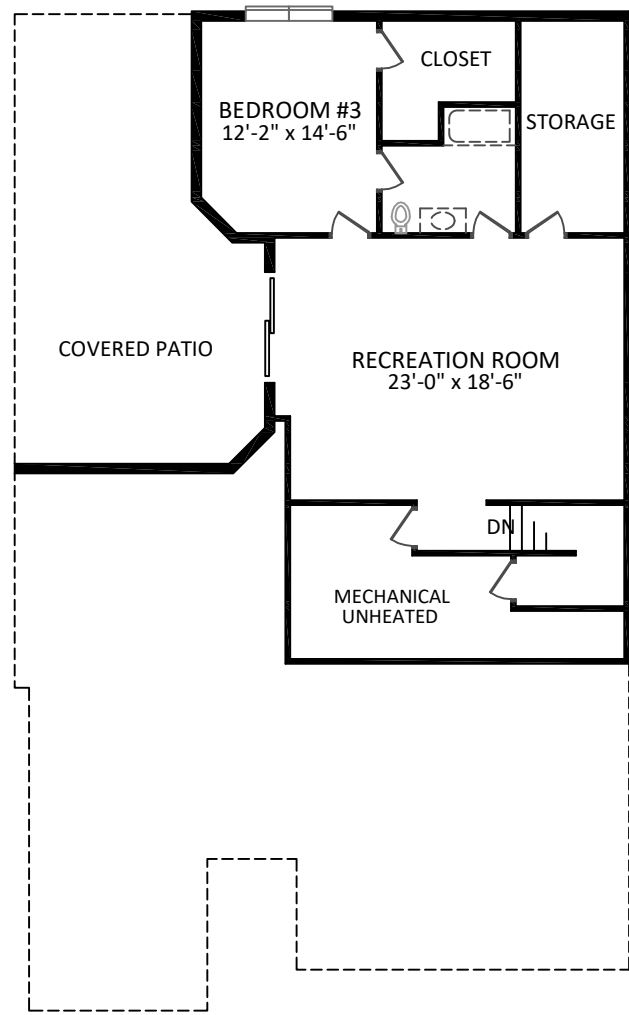 CLOSET
BEDROOM #3
12'-2" x 14'-6"
STORAGE
COVERED PATIO
RECREATION ROOM
23'-0" x 18'-6"
DN
MECHANICAL
UNHEATED